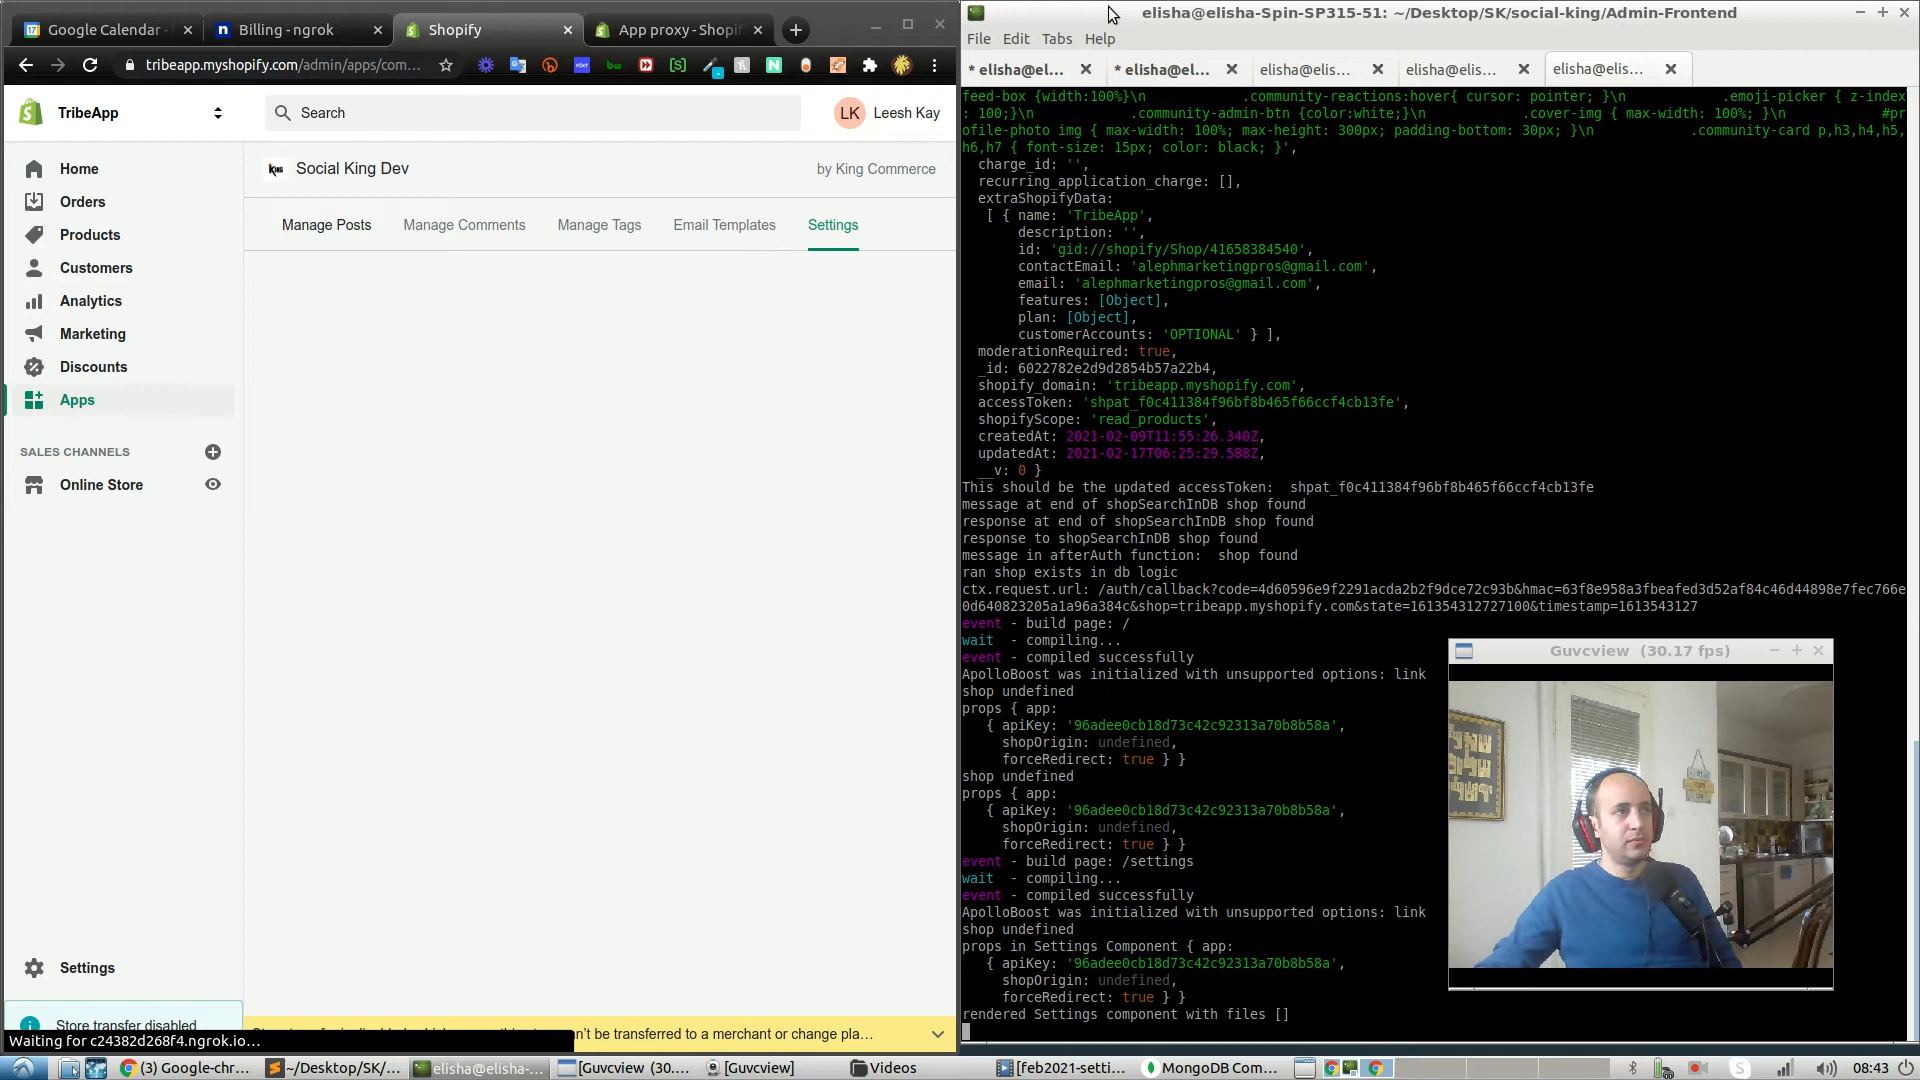 Google Calendar -
Billing - ngrok
Shopify
App proxy - Shopif
tribeapp.myshopify.com/admin/apps/com...
TribeApp
Search
LK
Leesh Kay
Home
Orders
Products
Customers
Analytics
Marketing
Discounts
Apps
SALES CHANNELS
Online Store
Settings
Store transfer disabled
Waiting for c24382d268f4.ngrok.io...
Social King Dev
by King Commerce
Manage Posts
Manage Comments
Manage Tags
Email Templates
Settings
n't be transferred to a merchant or change pla...
elisha@elisha-Spin-SP315-51: ~/Desktop/SK/social-king/Admin-Frontend
File Edit Tabs Help
* elisha@el...
* elisha@el...
elisha@elis...
elisha@elis...
elisha@elis...
feed-box {width:100%}\n .community-reactions:hover{ cursor: pointer; }\n .emoji-picker { z-index
: 100;}\n .community-admin-btn {color:white;}\n .cover-img { max-width: 100%; }\n #pr
ofile-photo img { max-width: 100%; max-height: 300px; padding-bottom: 30px; }\n .community-card p,h3,h4,h5,
h6,h7 { font-size: 15px; color: black; }',
charge_id: '',
recurring_application_charge: [],
extraShopifyData:
[ { name: 'TribeApp',
description: '',
id: 'gid://shopify/Shop/41658384540',
contactEmail: 'alephmarketingpros@gmail.com',
email: 'alephmarketingpros@gmail.com',
features: [Object],
plan: [Object],
customerAccounts: 'OPTIONAL' } ],
moderationRequired: true,
_id: 6022782e2d9d2854b57a22b4,
shopify_domain: 'tribeapp.myshopify.com',
accessToken: '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',
shopifyScope: 'read_products',
createdAt: 2021-02-09T11:55:26.340Z,
updatedAt: 2021-02-17T06:25:29.588Z,
__v: 0 }
This should be the updated accessToken:  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
message at end of shopSearchInDB shop found
response at end of shopSearchInDB shop found
response to shopSearchInDB shop found
message in afterAuth function:  shop found
ran shop exists in db logic
ctx.request.url: /auth/callback?code=4d60596e9f2291acda2b2f9dce72c93b&hmac=63f8e958a3fbeafed3d52af84c46d44898e7fec766e
0d640823205a1a96a384c&shop=tribeapp.myshopify.com&state=161354312727100&timestamp=1613543127
event - build page: /
wait  - compiling...
event - compiled successfully
ApolloBoost was initialized with unsupported options: link
shop undefined
props { app:
{ apiKey: '96adee0cb18d73c42c92313a70b8b58a',
shopOrigin: undefined,
forceRedirect: true } }
shop undefined
props { app:
{ apiKey: '96adee0cb18d73c42c92313a70b8b58a',
shopOrigin: undefined,
forceRedirect: true } }
event - build page: /settings
wait  - compiling...
event - compiled successfully
ApolloBoost was initialized with unsupported options: link
shop undefined
props in Settings Component { app:
{ apiKey: '96adee0cb18d73c42c92313a70b8b58a',
shopOrigin: undefined,
forceRedirect: true } }
rendered Settings component with files []
Guvcview  (30.17 fps)
(3) Google-chr...
~/Desktop/SK/...
elisha@elisha-...
[Guvcview (30....
[Guvcview]
Videos
[feb2021-setti...
MongoDB Com...
08:43